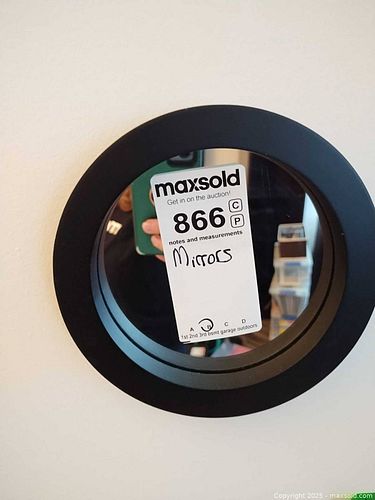 maxsold
Get in on the auction!
866 C
P
notes and measurements
Mirrors
A B C D
1st 2nd 3rd bsmt garage outdoors
Copyright 2025 - maxsold.com